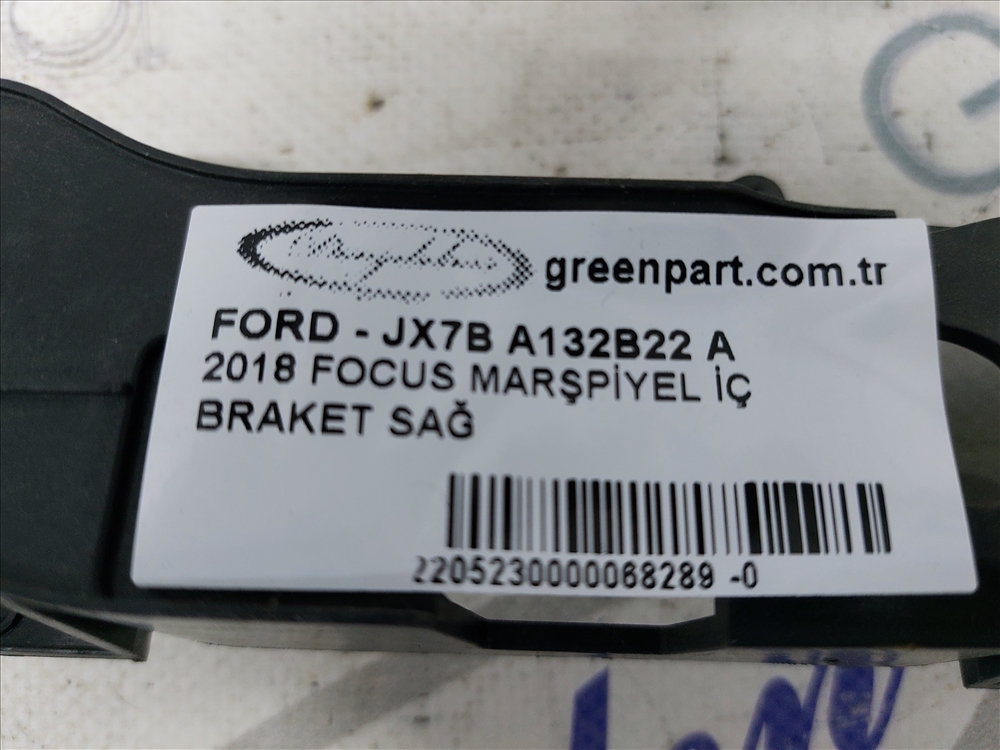 greenpart.com.tr
FORD - JX7B A132B22 A
2018 FOCUS MARŞPİYEL İÇ
BRAKET SAĞ
2205230000068289 -0